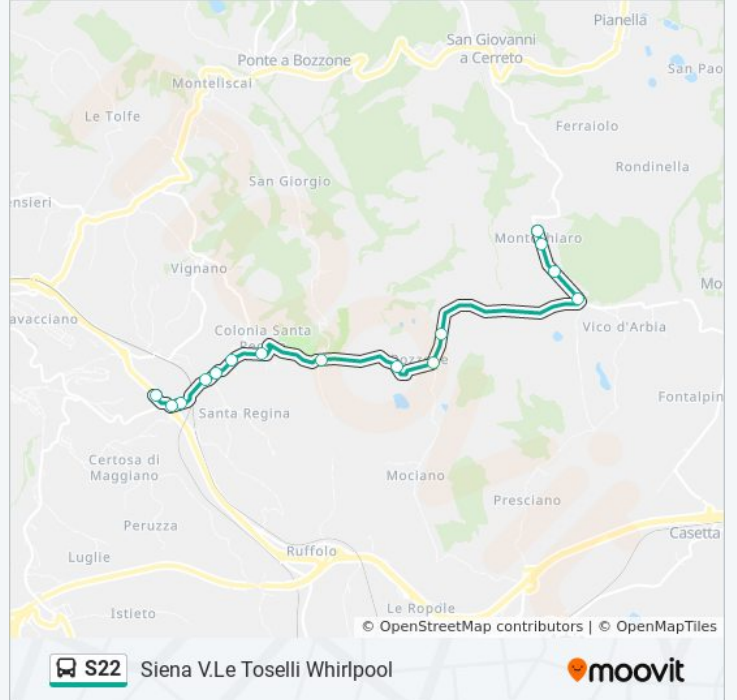 Pianella
San Giovanni
a Cerreto
Ponte a Bozzone
San Pao
Monteliscai
Le Tolfe
Ferraiolo
Rondinella
San Giorgio
ensieri
Vignano
Mo
avacciano
Vico d'Arbia
Colonia Santa
Fontalpin
Santa Regina
Certosa di
Maggiano
Mociano
Presciano
Peruzza
Casetta
Ruffolo
Luglie
Le Ropole
Istieto
© OpenStreetMap contributors | © OpenMapTiles
S22 Siena V.Le Toselli Whirlpool
moovit